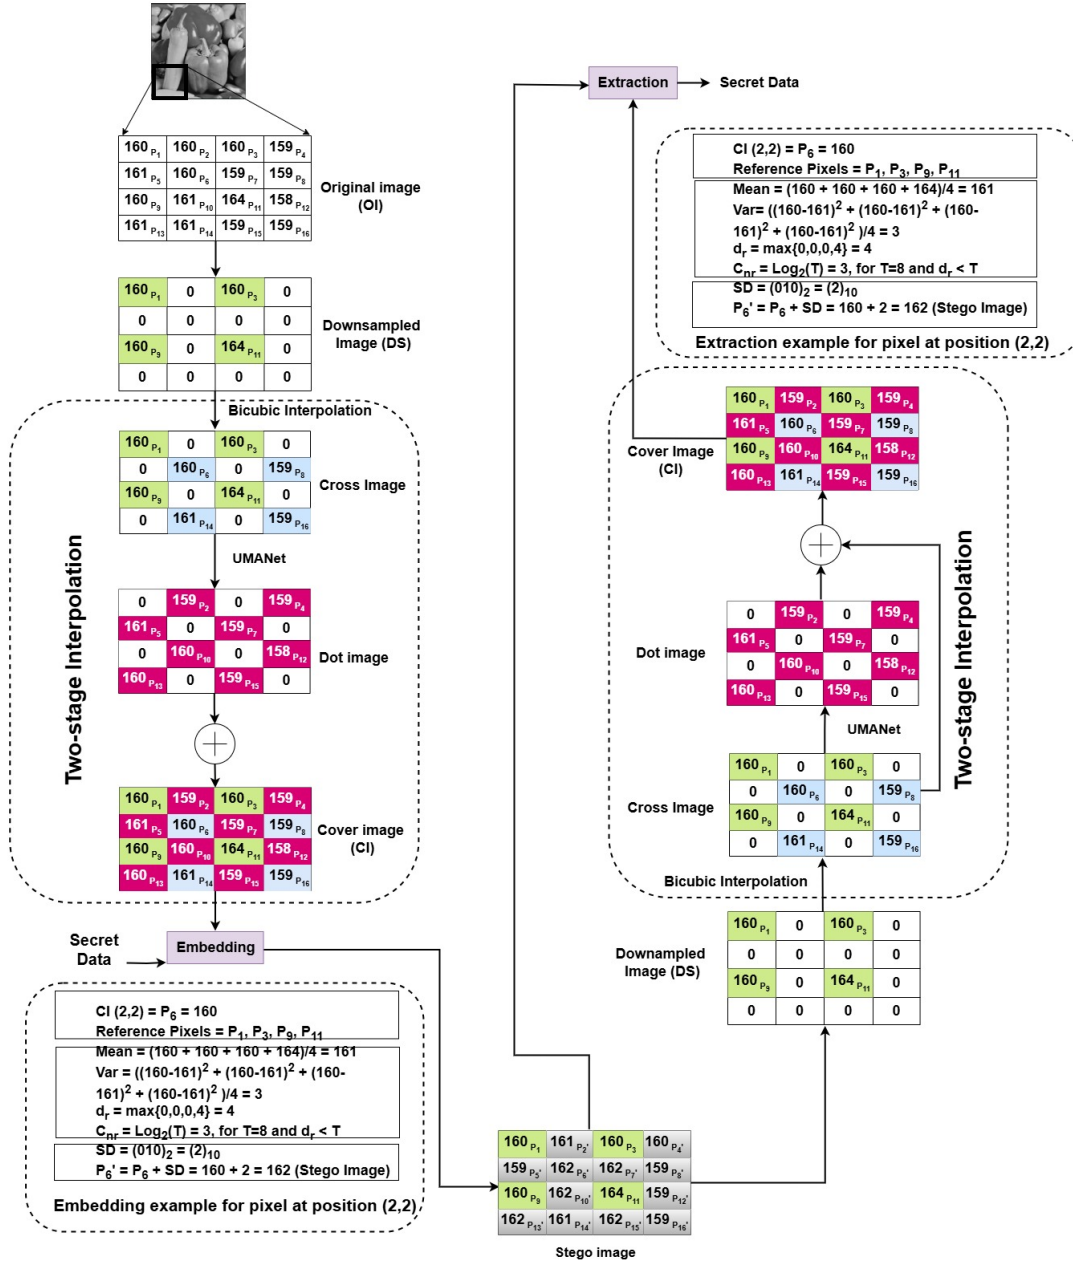 160 P1 160 P2 160 P3 159 P4
161 P5 160 P6 159 P7 159 P8
160 P9 161 P10 164 P11 158 P12
161 P13 161 P14 159 P15 159 P16
Original image
(OI)
160 P1 0 160 P3 0
0 0 0 0
160 P9 0 164 P11 0
0 0 0 0
Downsampled
Image (DS)
Bicubic Interpolation
160 P1 0 160 P3 0
0 160 P6 0 159 P8
160 P9 0 164 P11 0
0 161 P14 0 159 P16
Cross Image
UMANet
0 159 P2 0 159 P4
161 P5 0 159 P7 0
0 160 P10 0 158 P12
160 P13 0 159 P15 0
Dot image
Two-stage Interpolation
160 P1 159 P2 160 P3 159 P4
161 P5 160 P6 159 P7 159 P8
160 P9 160 P10 164 P11 158 P12
160 P13 161 P14 159 P15 159 P16
Cover image
(CI)
Secret
Data
Embedding
CI (2,2) = P6 = 160
Reference Pixels = P1, P3, P9, P11
Mean = (160 + 160 + 160 + 164)/4 = 161
Var = ((160-161)² + (160-161)² + (160-
161)² + (160-161)² )/4 = 3
dr = max{0,0,0,4} = 4
Cnr = Log2(T) = 3, for T=8 and dr < T
SD = (010)2 = (2)10
P6' = P6 + SD = 160 + 2 = 162 (Stego Image)
Embedding example for pixel at position (2,2)
160 P1 161 P2' 160 P3 160 P4'
159 P5' 162 P6' 162 P7' 159 P8'
160 P9 162 P10' 164 P11 159 P12'
162 P13' 161 P14' 162 P15' 159 P16'
Stego image
160 P1 0 160 P3 0
0 0 0 0
160 P9 0 164 P11 0
0 0 0 0
Downampled
Image (DS)
Bicubic Interpolation
160 P1 0 160 P3 0
0 160 P6 0 159 P8
160 P9 0 164 P11 0
0 161 P14 0 159 P16
Cross Image
UMANet
0 159 P2 0 159 P4
161 P5 0 159 P7 0
0 160 P10 0 158 P12
160 P13 0 159 P15 0
Dot image
Two-stage Interpolation
160 P1 159 P2 160 P3 159 P4
161 P5 160 P6 159 P7 159 P8
160 P9 160 P10 164 P11 158 P12
160 P13 161 P14 159 P15 159 P16
Cover Image
(CI)
Extraction
Secret Data
CI (2,2) = P6 = 160
Reference Pixels = P1, P3, P9, P11
Mean = (160 + 160 + 160 + 164)/4 = 161
Var= ((160-161)² + (160-161)² + (160-
161)² + (160-161)² )/4 = 3
dr = max{0,0,0,4} = 4
Cnr = Log2(T) = 3, for T=8 and dr < T
SD = (010)2 = (2)10
P6' = P6 + SD = 160 + 2 = 162 (Stego Image)
Extraction example for pixel at position (2,2)